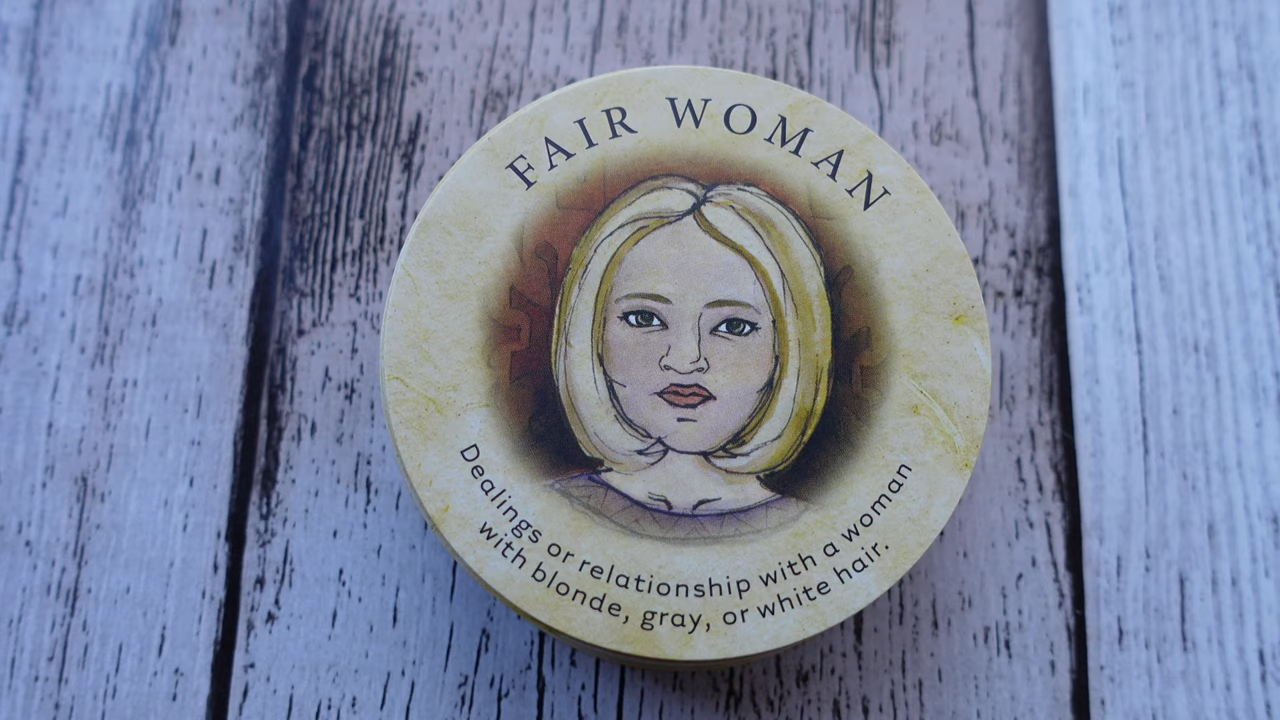 FAIR WOMAN
Dealings or relationship with a woman
with blonde, gray, or white hair.